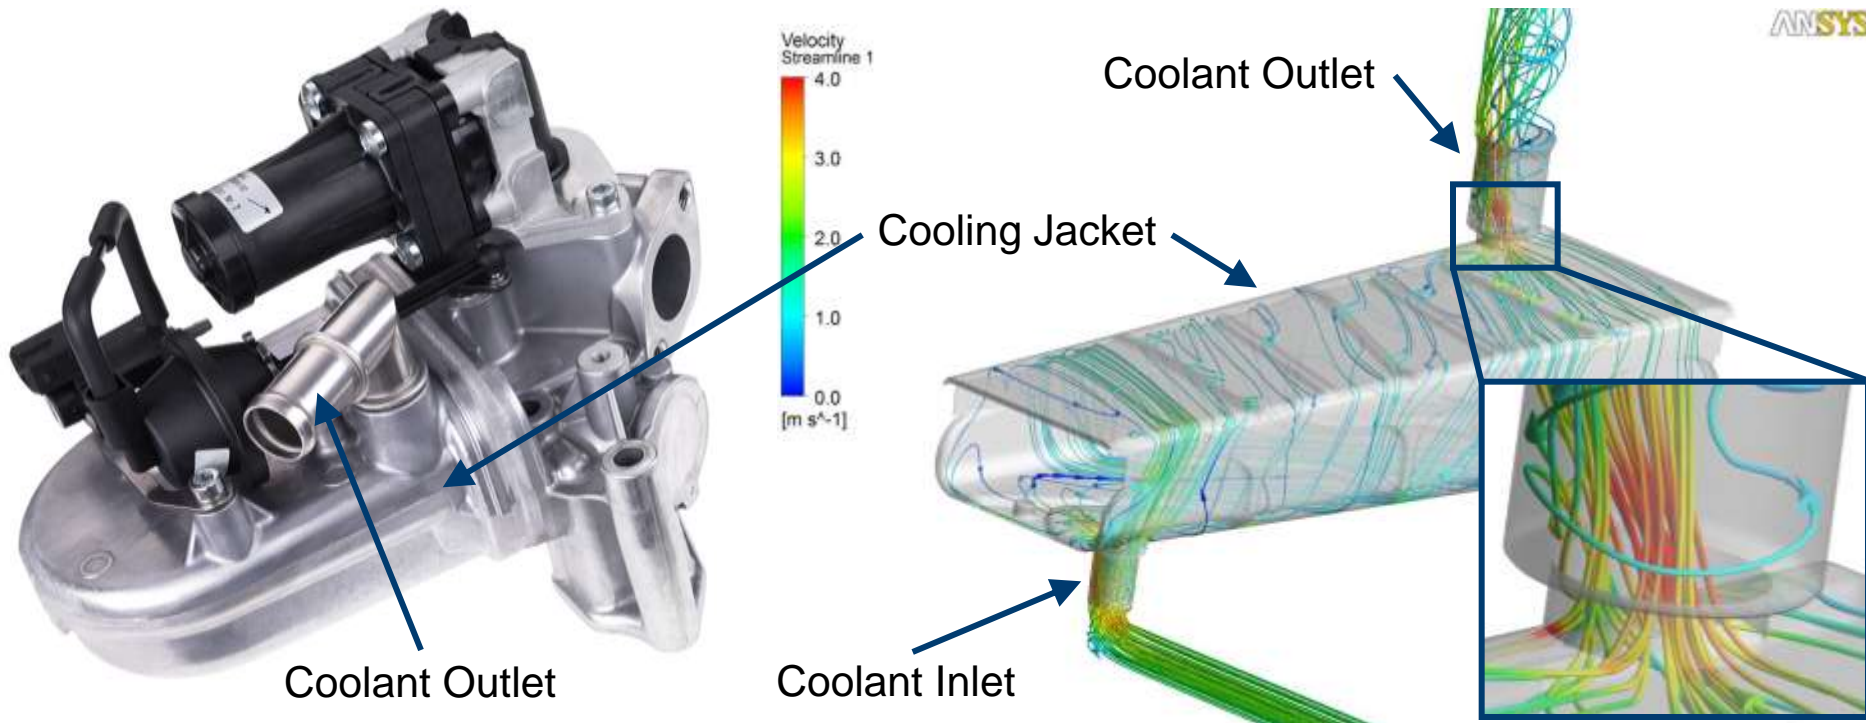 Velocity
Streamline 1
4.0
3.0
2.0
1.0
0.0
[m s^-1]
Coolant Outlet
ANSYS
Cooling Jacket
Coolant Outlet
Coolant Inlet